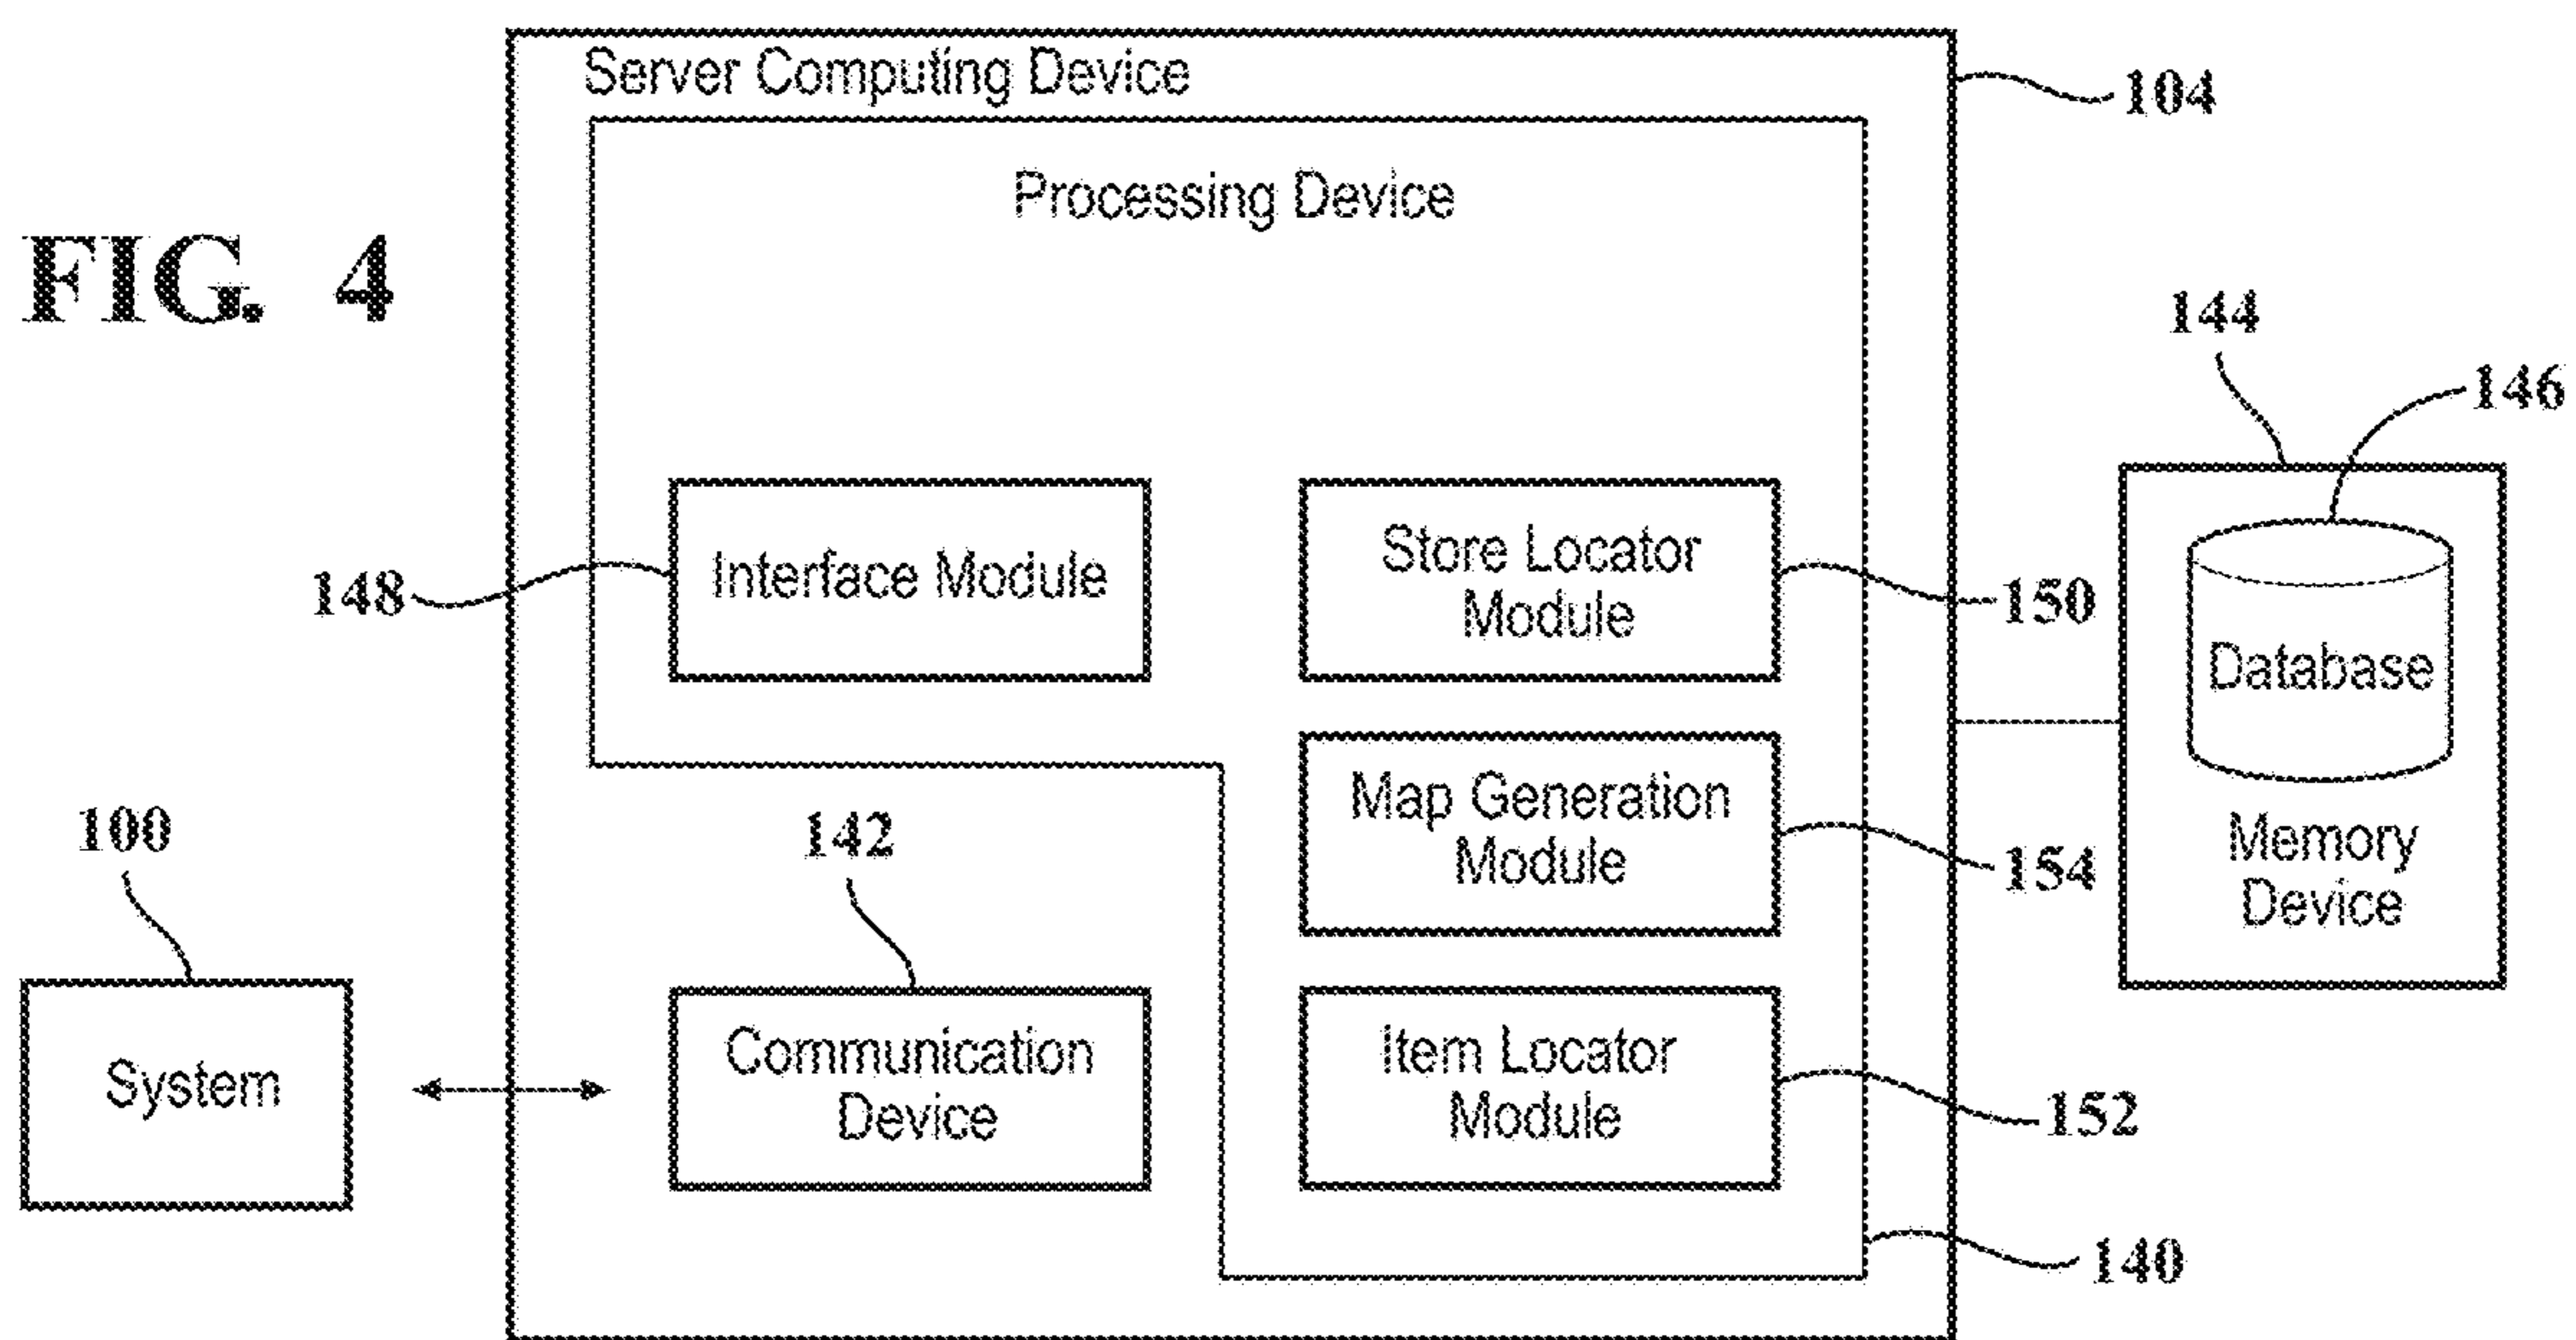 Server Computing Device
104
Processing Device
FIG. 4
144
146
Interface Module
148
Store Locator
Module
150
Database
Memory
Device
Map Generation
Module
154
100
System
142
Communication
Device
Item Locator
Module
152
140